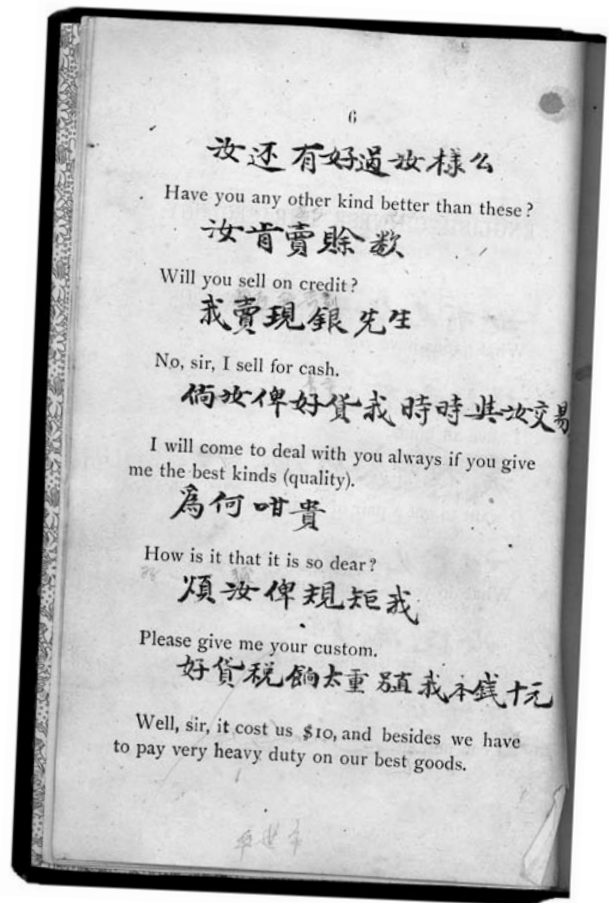 6
汝还有好過汝樣么
Have you any other kind better than these?
汝肯賣賒数
Will you sell on credit?
我賣現銀先生
No, sir, I sell for cash.
倘汝俾好貨我時時與汝交易
I will come to deal with you always if you give
me the best kinds (quality).
爲何咁貴
How is it that it is so dear?
煩汝俾規矩我
Please give me your custom.
好貨税餉太重 我本錢十元
Well, sir, it cost us $10, and besides we have
to pay very heavy duty on our best goods.